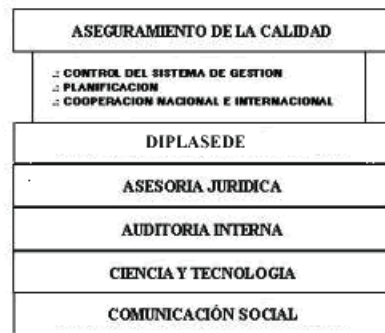 ASEGURAMIENTO DE LA CALIDAD
.: CONTROL DEL SISTEMA DE GESTION
.: PLANIFICACION
.: COOPERACION NACIONAL E INTERNACIONAL
DIPLASEDE
ASESORIA JURIDICA
AUDITORIA INTERNA
CIENCIA Y TECNOLOGIA
COMUNICACIÓN SOCIAL